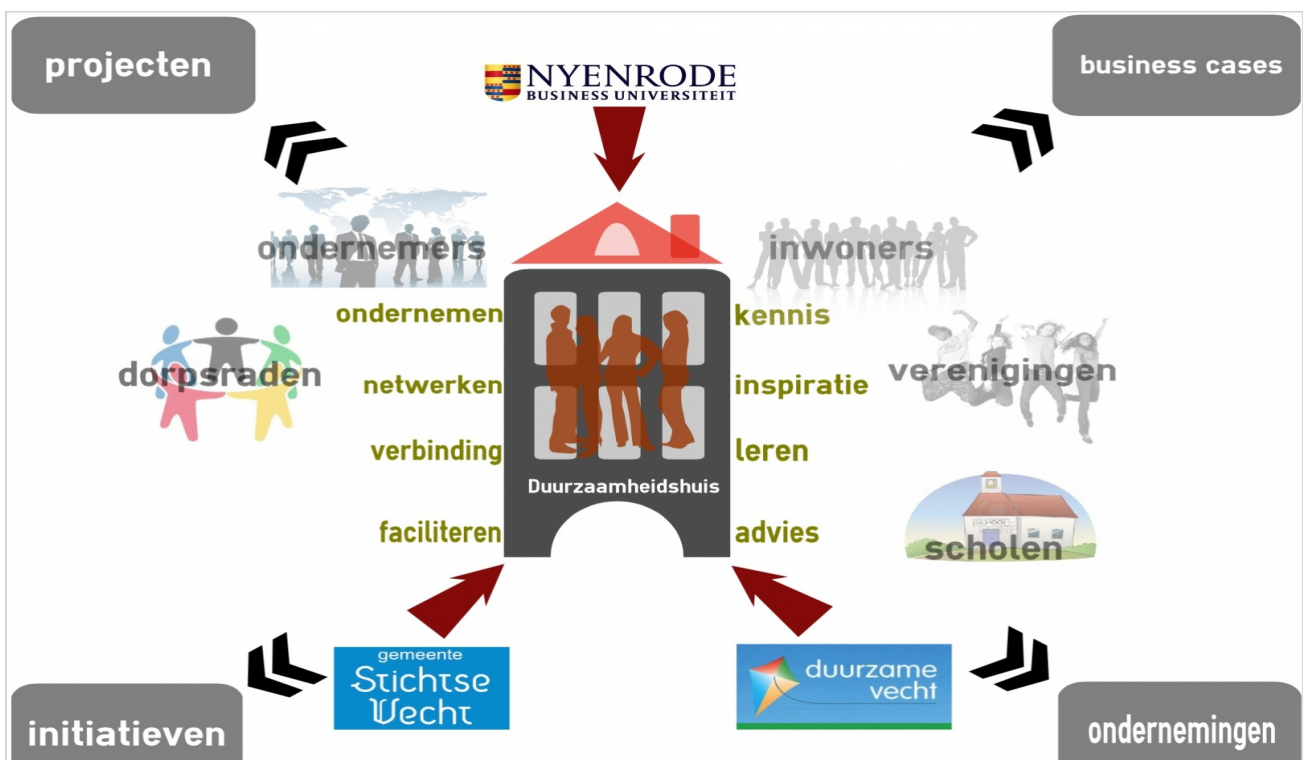 projecten
NYENRODE
BUSINESS UNIVERSITEIT
business cases
ondernemers
inwoners
ondernemen
kennis
dorpsraden
netwerken
inspiratie
verenigingen
verbinding
leren
Duurzaamheidshuis
faciliteren
advies
SCHOOL
scholen
gemeente
Stichtse
Vecht
duurzame
vecht
initiatieven
ondernemingen